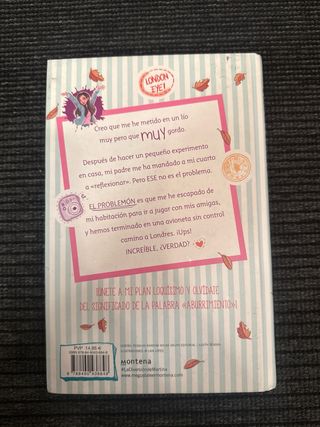 LONDON
EYE!
Creo que me he metido en un lío
muy pero que muy gordo.
Después de hacer un pequeño experimento
en casa, mi padre me ha mandado a mi cuarto
a «reflexionar». Pero ESE no es el problema.
EL PROBLEMÓN es que me he escapado de
mi habitación para ir a jugar con mis amigas,
y hemos terminado en una avioneta sin control
camino a Londres. ¡Ups!
INCREÍBLE, ¿VERDAD?
¡ÚNETE A MI PLAN LOQUÍSIMO Y OLVÍDATE
DEL SIGNIFICADO DE LA PALABRA «ABURRIMIENTO»!
PVP 14.95 €
montena
#LaDiversiónDeMartina
www.megustaleermontena.com